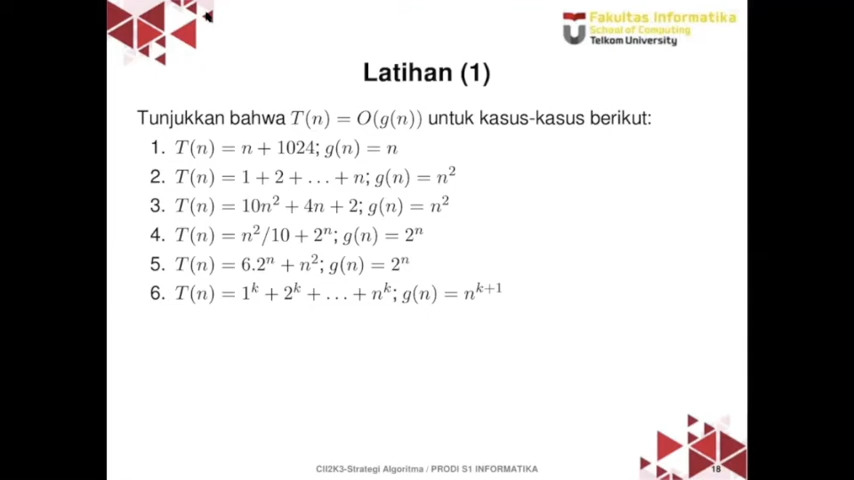 Fakultas Informatika
School of Computing
Telkom University
Latihan (1)
Tunjukkan bahwa T(n) = O(g(n)) untuk kasus-kasus berikut:
1. T(n) = n + 1024; g(n) = n
2. T(n) = 1 + 2 + . . . + n; g(n) = n²
3. T(n) = 10n² + 4n + 2; g(n) = n²
4. T(n) = n²/10 + 2ⁿ; g(n) = 2ⁿ
5. T(n) = 6.2ⁿ + n²; g(n) = 2ⁿ
6. T(n) = 1ᵏ + 2ᵏ + . . . + nᵏ; g(n) = nᵏ⁺¹
CII2K3-Strategi Algoritma / PRODI S1 INFORMATIKA
18